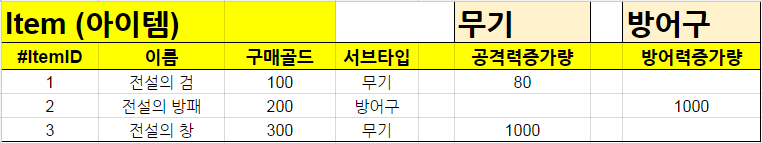 Item (아이템) 무기 방어구
#ItemID 이름 구매골드 서브타입 공격력증가량 방어력증가량
1 전설의 검 100 무기 80
2 전설의 방패 200 방어구 1000
3 전설의 창 300 무기 1000